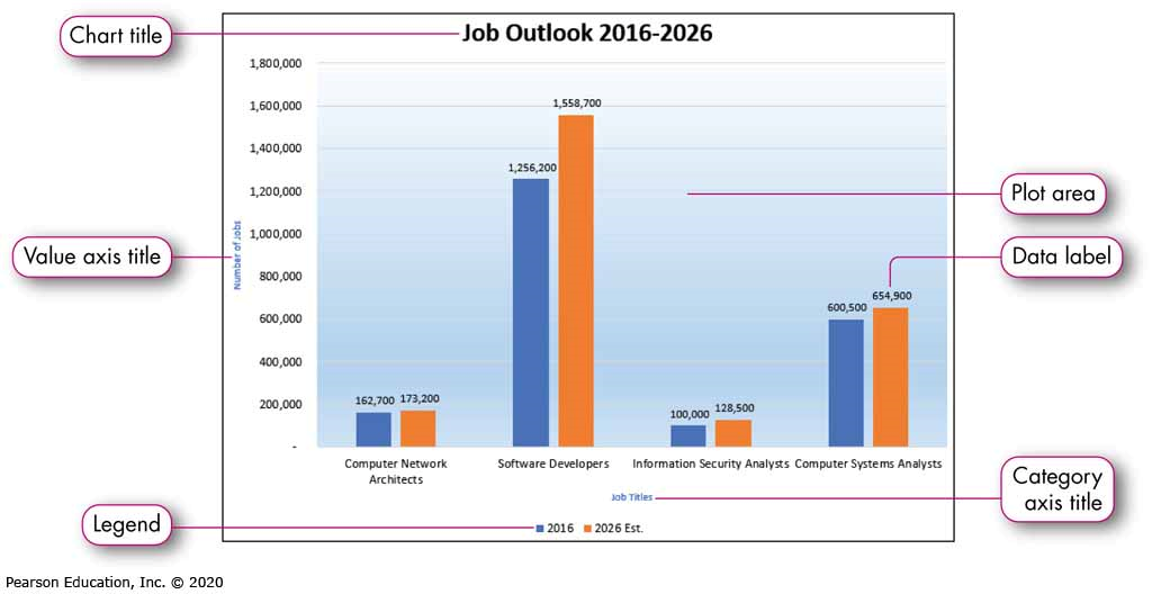 Chart title
Job Outlook 2016-2026
1,800,000
1,600,000
1,400,000
1,200,000
1,000,000
800,000
600,000
400,000
200,000
-
Value axis title
Number of Jobs
162,700
173,200
1,256,200
1,558,700
100,000
128,500
600,500
654,900
Plot area
Data label
Computer Network
Architects
Software Developers
Information Security Analysts
Computer Systems Analysts
Job Titles
Category
axis title
Legend
2016
2026 Est.
Pearson Education, Inc. © 2020